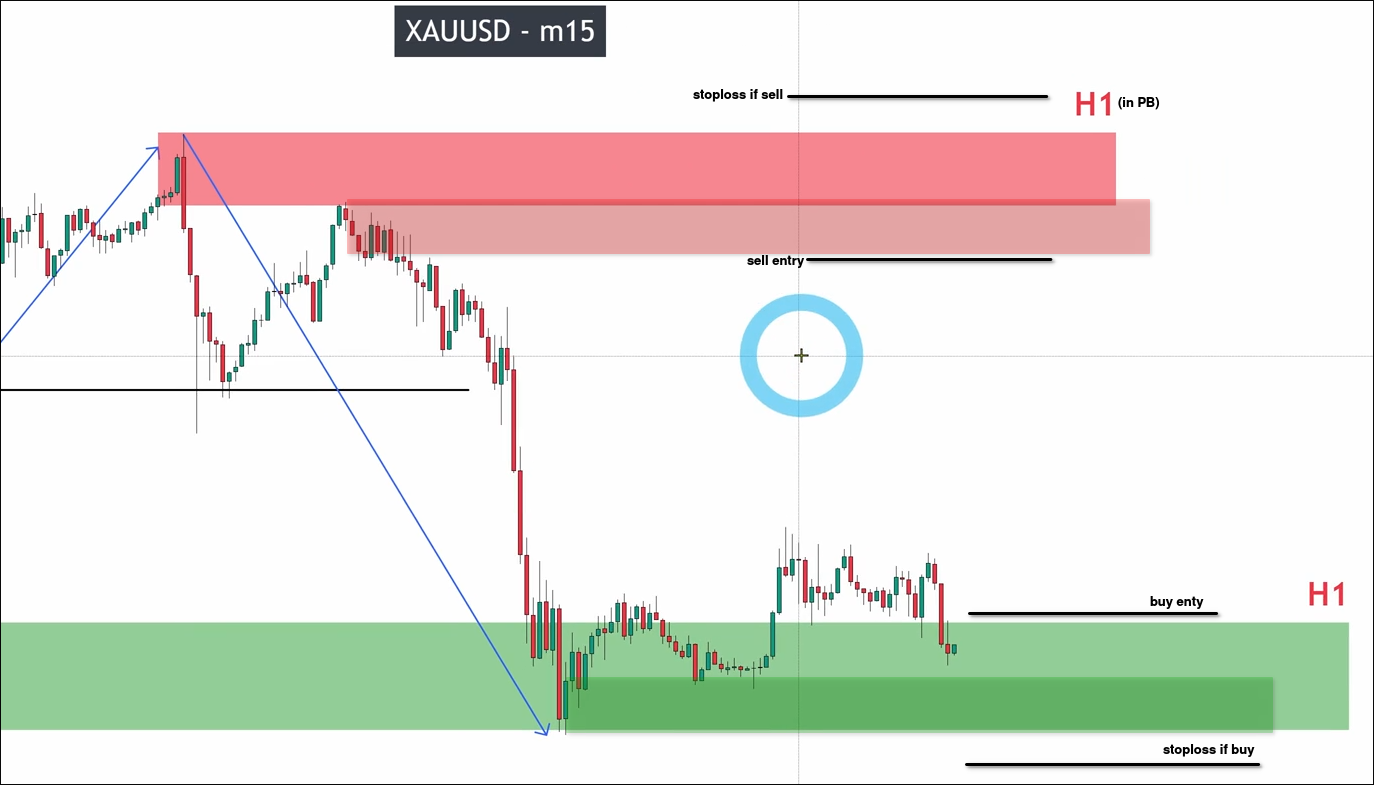 XAUUSD - m15
stoploss if sell
H1 (in PB)
sell entry
buy enty
H1
stoploss if buy